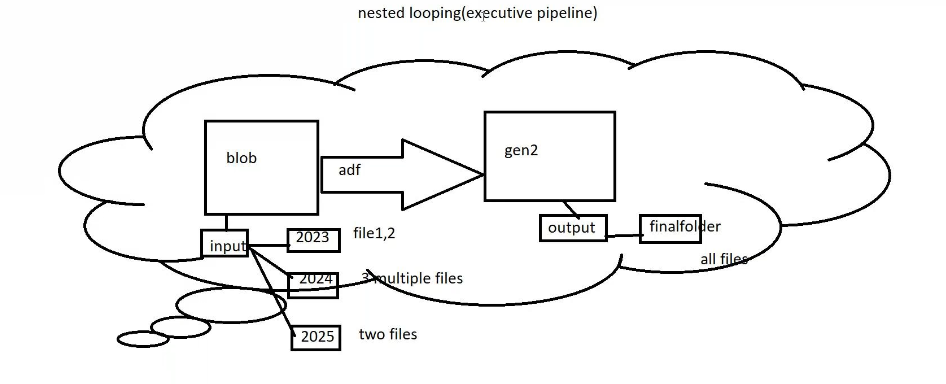 nested looping(executive pipeline)
blob
adf
gen2
input
2023
file1,2
2024
3 multiple files
2025
two files
output
finalfolder
all files